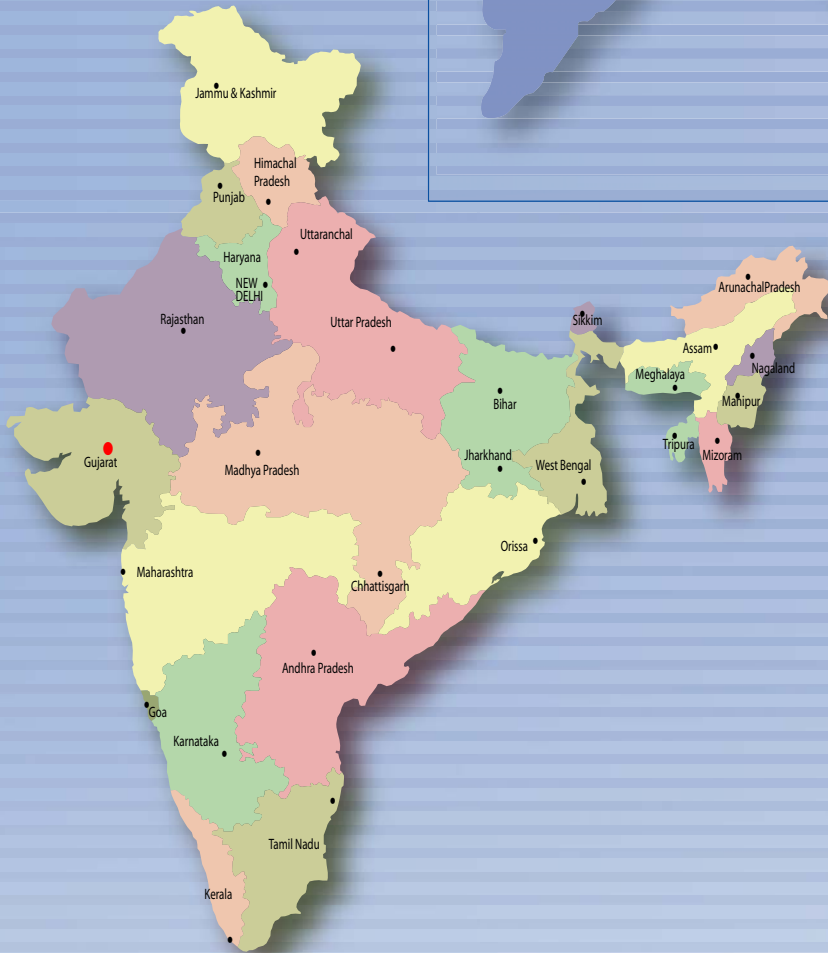 Jammu & Kashmir
Himachal
Pradesh
Punjab
Uttaranchal
Haryana
NEW
DELHI
ArunachalPradesh
Rajasthan
Uttar Pradesh
Sikkim
Assam
Nagaland
Meghalaya
Manipur
Bihar
Tripura
Mizoram
Gujarat
Madhya Pradesh
Jharkhand
West Bengal
Orissa
Maharashtra
Chhattisgarh
Andhra Pradesh
Goa
Karnataka
Tamil Nadu
Kerala